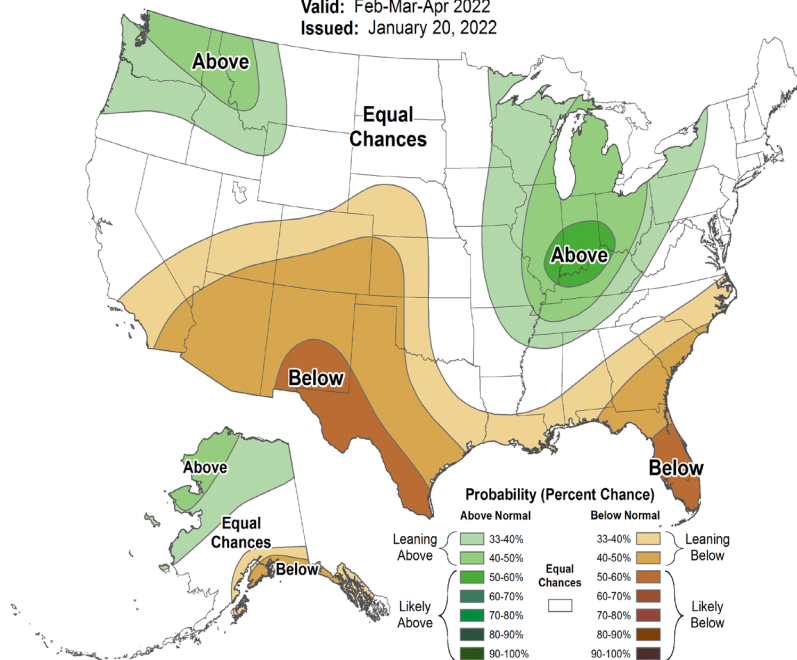 Valid: Feb-Mar-Apr 2022
Issued: January 20, 2022
Above
Equal
Chances
Above
Below
Below
Above
Equal
Chances
Below
Probability (Percent Chance)
Above Normal
Below Normal
Leaning
Above
33-40%
40-50%
50-60%
60-70%
70-80%
80-90%
90-100%
Likely
Above
Equal
Chances
33-40%
40-50%
50-60%
60-70%
70-80%
80-90%
90-100%
Leaning
Below
Likely
Below